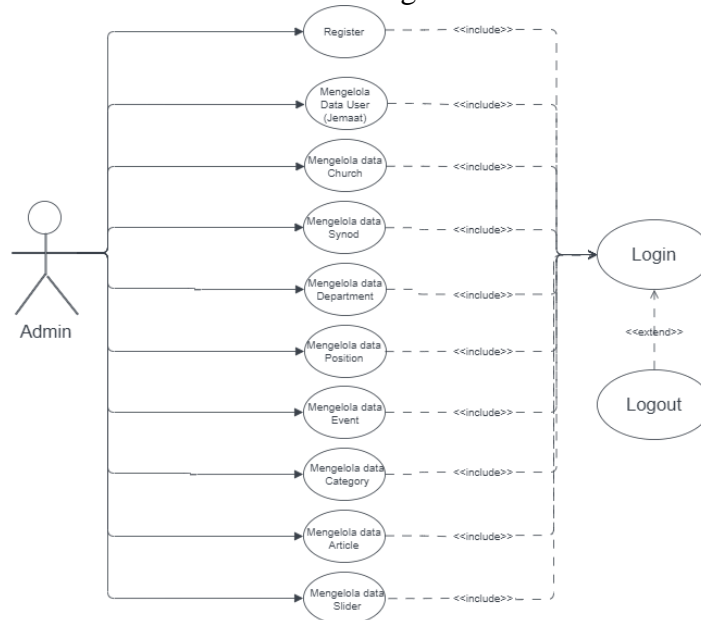 Register
<<include>>
Mengelola
Data User
(Jemaat)
<<include>>
Mengelola data
Church
<<include>>
Mengelola data
Synod
<<include>>
Login
Admin
Mengelola data
Department
<<include>>
<<extend>>
Mengelola data
Position
<<include>>
Logout
Mengelola data
Event
<<include>>
Mengelola data
Category
<<include>>
Mengelola data
Article
<<include>>
Mengelola data
Slider
<<include>>